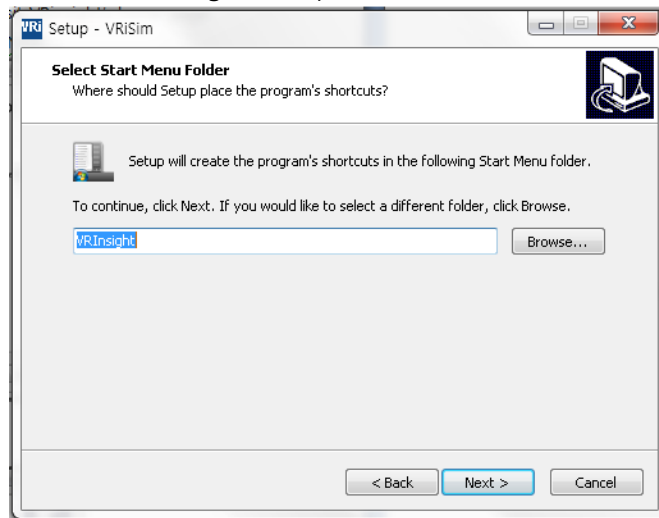 VRi Setup - VRiSim
Select Start Menu Folder
Where should Setup place the program's shortcuts?
Setup will create the program's shortcuts in the following Start Menu folder.
To continue, click Next. If you would like to select a different folder, click Browse.
VRInsight Browse...
< Back Next > Cancel